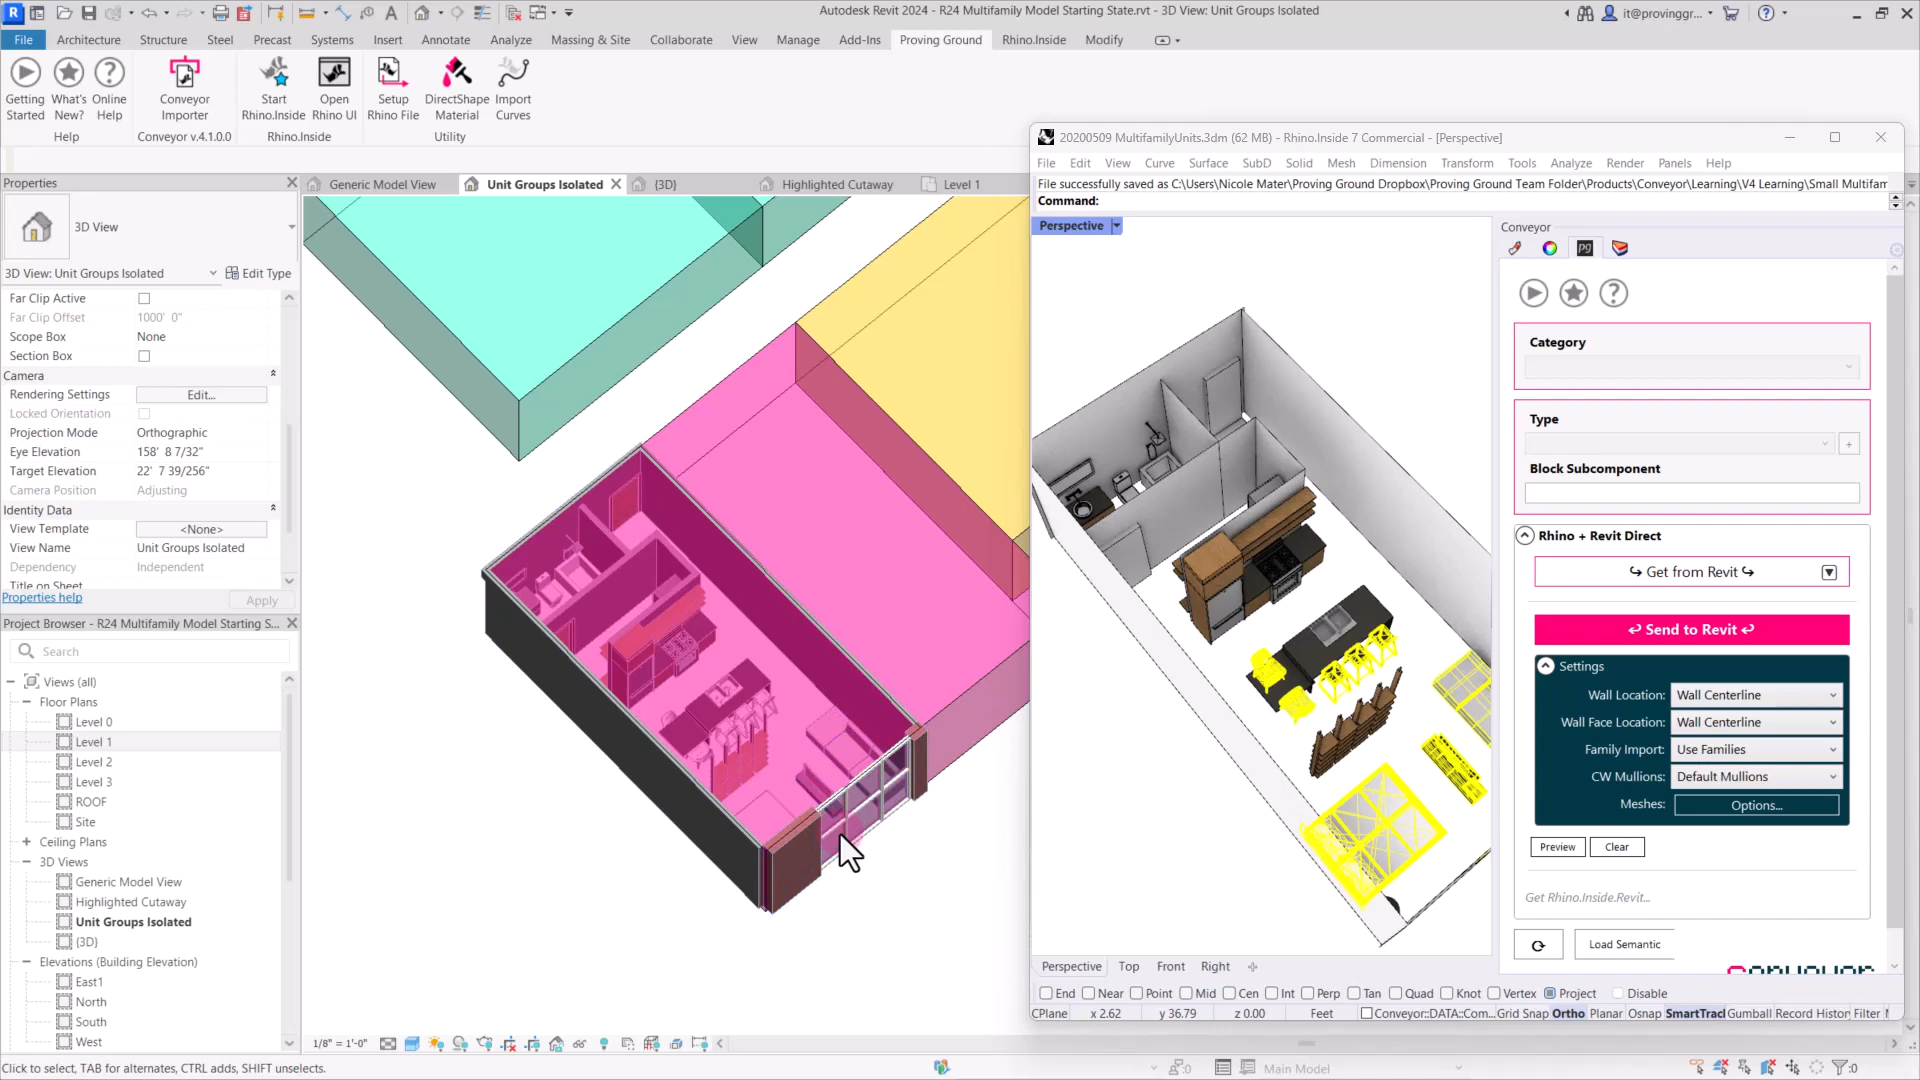 Autodesk Revit 2024 - R24 Multifamily Model Starting State.rvt - 3D View: Unit Groups Isolated
it@provinggr...
File Architecture Structure Steel Precast Systems Insert Annotate Analyze Massing & Site Collaborate View Manage Add-Ins Proving Ground Rhino.Inside Modify
Getting Started
What's New?
Online Help
Conveyor Importer
Start Rhino.Inside
Open Rhino UI
Setup Rhino File
DirectShape Material
Import Curves
Help
Conveyor v.4.1.0.0
Rhino.Inside
Utility
Properties
Generic Model View
Unit Groups Isolated
{3D}
Highlighted Cutaway
Level 1
3D View
3D View: Unit Groups Isolated
Edit Type
Far Clip Active
Far Clip Offset 1000' 0"
Scope Box None
Section Box
Camera
Rendering Settings Edit...
Locked Orientation
Projection Mode Orthographic
Eye Elevation 158' 8 7/32"
Target Elevation 22' 7 39/256"
Camera Position Adjusting
Identity Data
View Template <None>
View Name Unit Groups Isolated
Dependency Independent
Title on Sheet
Properties help
Apply
Project Browser - R24 Multifamily Model Starting S...
Search
Views (all)
Floor Plans
Level 0
Level 1
Level 2
Level 3
ROOF
Site
Ceiling Plans
3D Views
Generic Model View
Highlighted Cutaway
Unit Groups Isolated
{3D}
Elevations (Building Elevation)
East1
North
South
West
1/8" = 1'-0"
Click to select, TAB for alternates, CTRL adds, SHIFT unselects.
:0
Main Model
:0
20200509 MultifamilyUnits.3dm (62 MB) - Rhino.Inside 7 Commercial - [Perspective]
File Edit View Curve Surface SubD Solid Mesh Dimension Transform Tools Analyze Render Panels Help
File successfully saved as C:\Users\Nicole Mater\Proving Ground Dropbox\Proving Ground Team Folder\Products\Conveyor\Learning\V4 Learning\Small Multifam
Command:
Perspective
Conveyor
pg
Category
Type
+
Block Subcomponent
Rhino + Revit Direct
Get from Revit
Send to Revit
Settings
Wall Location: Wall Centerline
Wall Face Location: Wall Centerline
Family Import: Use Families
CW Mullions: Default Mullions
Meshes: Options...
Preview Clear
Get Rhino.Inside.Revit...
Load Semantic
Conveyor
Perspective Top Front Right
End Near Point Mid Cen Int Perp Tan Quad Knot Vertex Project Disable
CPlane x 2.62 y 36.79 z 0.00 Feet Conveyor::DATA::Com... Grid Snap Ortho Planar Osnap SmartTrack Gumball Record History Filter